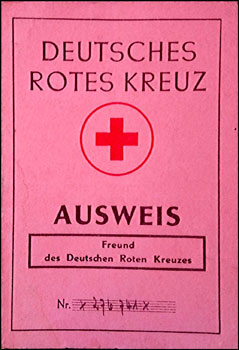 DEUTSCHES
ROTES KREUZ
AUSWEIS
Freund
des Deutschen Roten Kreuzes
Nr.